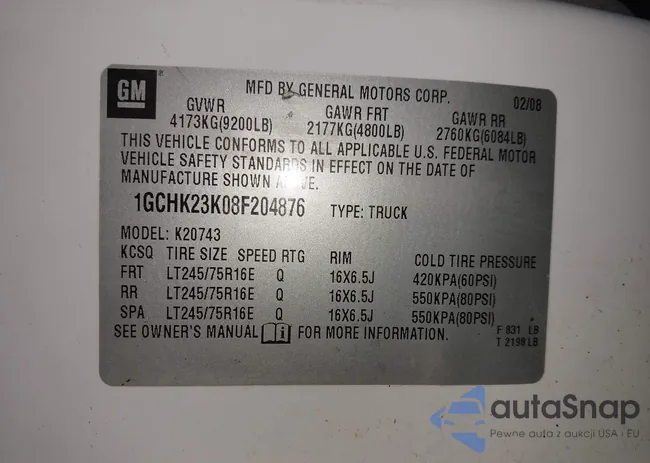 GM
MFD BY GENERAL MOTORS CORP. 02/08
GVWR GAWR FRT GAWR RR
4173KG(9200LB) 2177KG(4800LB) 2760KG(6084LB)
THIS VEHICLE CONFORMS TO ALL APPLICABLE U.S. FEDERAL MOTOR
VEHICLE SAFETY STANDARDS IN EFFECT ON THE DATE OF
MANUFACTURE SHOWN ABOVE.
1GCHK23K08F204876 TYPE: TRUCK
MODEL: K20743
KCSQ TIRE SIZE SPEED RTG RIM COLD TIRE PRESSURE
FRT LT245/75R16E Q 16X6.5J 420KPA(60PSI)
RR LT245/75R16E Q 16X6.5J 550KPA(80PSI)
SPA LT245/75R16E Q 16X6.5J 550KPA(80PSI)
SEE OWNER'S MANUAL FOR MORE INFORMATION.
F 831 LB
T 2198 LB
autaSnap
Pewne auta z aukcji USA i EU